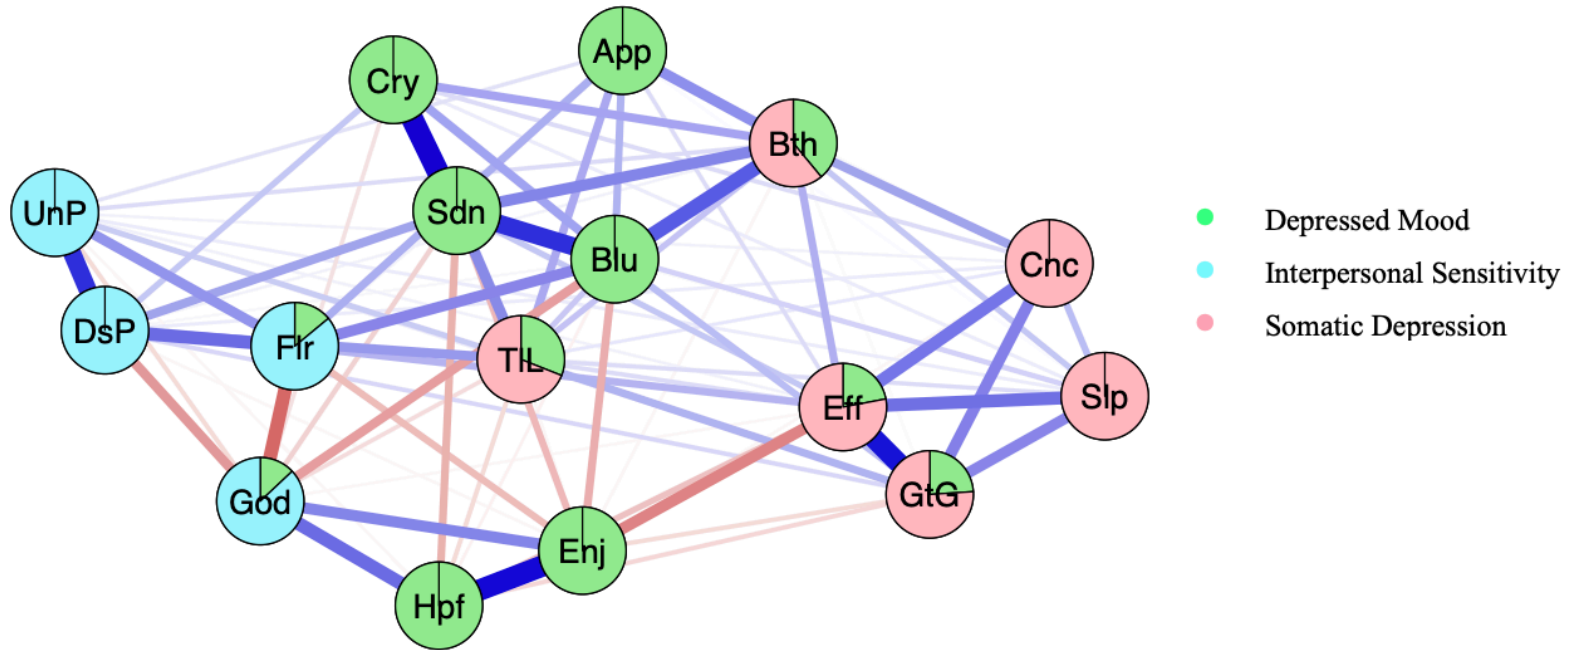 App
Cry
Bth
UnP
Sdn
Blu
Cnc
DsP
Flr
TlL
Eff
Slp
God
GtG
Enj
Hpf
Depressed Mood
Interpersonal Sensitivity
Somatic Depression